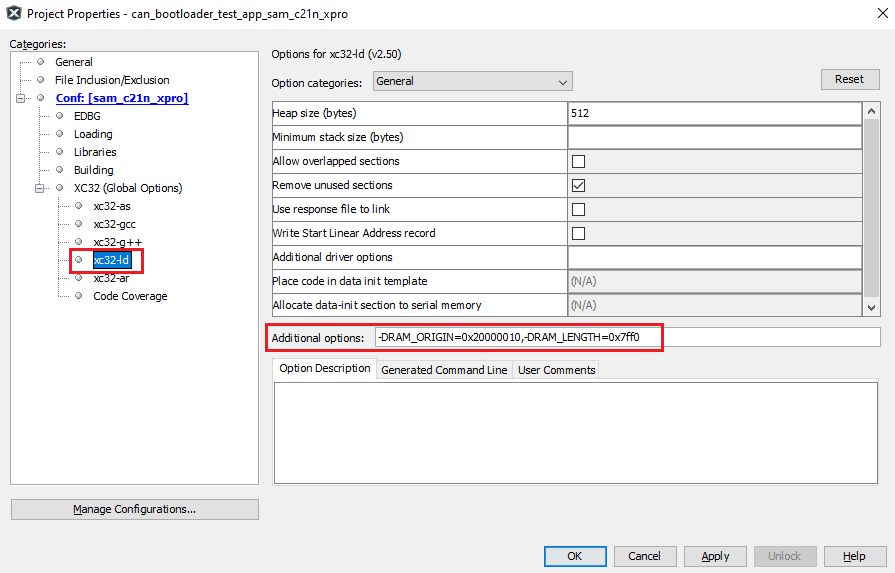 Project Properties - can_bootloader_test_app_sam_c21n_xpro
Categories:
General
File Inclusion/Exclusion
Conf: [sam_c21n_xpro]
EDBG
Loading
Libraries
Building
XC32 (Global Options)
xc32-as
xc32-gcc
xc32-g++
xc32-ld
xc32-ar
Code Coverage
Manage Configurations...
Options for xc32-ld (v2.50)
Option categories: General Reset
Heap size (bytes) 512
Minimum stack size (bytes)
Allow overlapped sections
Remove unused sections
Use response file to link
Write Start Linear Address record
Additional driver options
Place code in data init template (N/A)
Allocate data-init section to serial memory (N/A)
Additional options: -DRAM_ORIGIN=0x20000010,-DRAM_LENGTH=0x7ff0
Option Description Generated Command Line User Comments
OK Cancel Apply Unlock Help